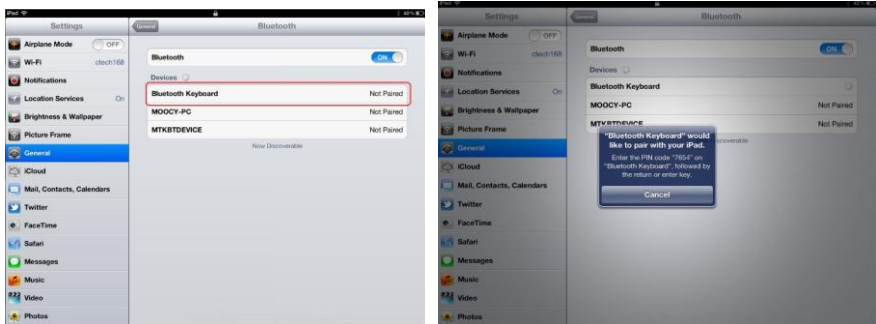 iPad
42%
Settings
General
Bluetooth
Airplane Mode OFF
Wi-Fi ctech168
Notifications
Location Services On
Brightness & Wallpaper
Picture Frame
General
iCloud
Mail, Contacts, Calendars
Twitter
FaceTime
Safari
Messages
Music
Video
Photos
Bluetooth ON
Devices
Bluetooth Keyboard Not Paired
MOOCY-PC Not Paired
MTKBTDEVICE Not Paired
Now Discoverable
iPad
42%
Settings
General
Bluetooth
Airplane Mode OFF
Wi-Fi ctech168
Notifications
Location Services On
Brightness & Wallpaper
Picture Frame
General
iCloud
Mail, Contacts, Calendars
Twitter
FaceTime
Safari
Messages
Music
Video
Photos
Bluetooth ON
Devices
Bluetooth Keyboard
MOOCY-PC Not Paired
MTKBTDEVICE Not Paired
Discoverable
"Bluetooth Keyboard" would
like to pair with your iPad.
Enter the PIN code "7654" on
"Bluetooth Keyboard", followed by
the return or enter key.
Cancel